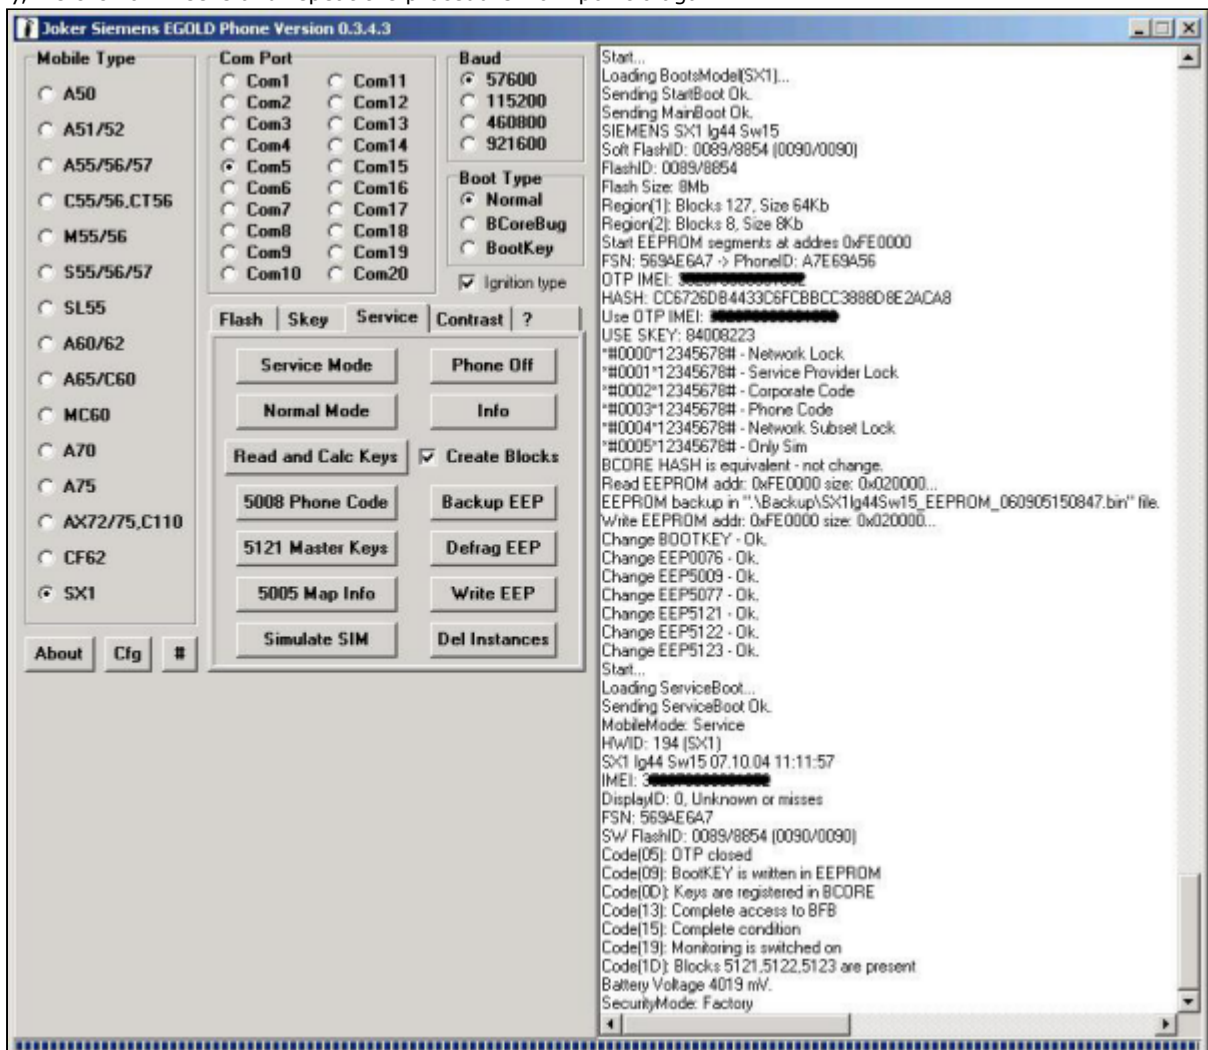 Joker Siemens EGOLD Phone Version 0.3.4.3
Mobile Type
A50
A51/52
A55/56/57
C55/56,CT56
M55/56
S55/56/57
SL55
A60/62
A65/C60
MC60
A70
A75
AX72/75,C110
CF62
SX1
About Cfg #
Com Port
Com1 Com11
Com2 Com12
Com3 Com13
Com4 Com14
Com5 Com15
Com6 Com16
Com7 Com17
Com8 Com18
Com9 Com19
Com10 Com20
Baud
57600
115200
460800
921600
Boot Type
Normal
BCoreBug
BootKey
Ignition type
Flash Skey Service Contrast ?
Service Mode Phone Off
Normal Mode Info
Read and Calc Keys Create Blocks
5008 Phone Code Backup EEP
5121 Master Keys Defrag EEP
5005 Map Info Write EEP
Simulate SIM Del Instances
Start...
Loading BootsModel(SX1)...
Sending StartBoot Ok.
Sending MainBoot Ok.
SIEMENS SX1 lg44 Sw15
Soft FlashID: 0089/8854 (0090/0090)
FlashID: 0089/8854
Flash Size: 8Mb
Region(1): Blocks 127, Size 64Kb
Region(2): Blocks 8, Size 8Kb
Start EEPROM segments at addres 0xFE0000
FSN: 569AE6A7 -> PhoneID: A7E69A56
OTP IMEI:
HASH: CC6726DB4433C6FCBBCC3888D8E2ACA8
Use OTP IMEI:
USE SKEY: 84008223
*#0000*12345678# - Network Lock
*#0001*12345678# - Service Provider Lock
*#0002*12345678# - Corporate Code
*#0003*12345678# - Phone Code
*#0004*12345678# - Network Subset Lock
*#0005*12345678# - Only Sim
BCORE HASH is equivalent - not change.
Read EEPROM addr: 0xFE0000 size: 0x020000...
EEPROM backup in ".\Backup\SX1lg44Sw15_EEPROM_060905150847.bin" file.
Write EEPROM addr: 0xFE0000 size: 0x020000...
Change BOOTKEY - Ok.
Change EEP0076 - Ok.
Change EEP5009 - Ok.
Change EEP5077 - Ok.
Change EEP5121 - Ok.
Change EEP5122 - Ok.
Change EEP5123 - Ok.
Start...
Loading ServiceBoot...
Sending ServiceBoot Ok.
MobileMode: Service
HWID: 194 (SX1)
SX1 lg44 Sw15 07.10.04 11:11:57
IMEI: 3
DisplayID: 0, Unknown or misses
FSN: 569AE6A7
SW FlashID: 0089/8854 (0090/0090)
Code(05): OTP closed
Code(09): BootKEY is written in EEPROM
Code(0D): Keys are registered in BCORE
Code(13): Complete access to BFB
Code(15): Complete condition
Code(19): Monitoring is switched on
Code(1D): Blocks 5121,5122,5123 are present
Battery Voltage 4019 mV.
SecurityMode: Factory